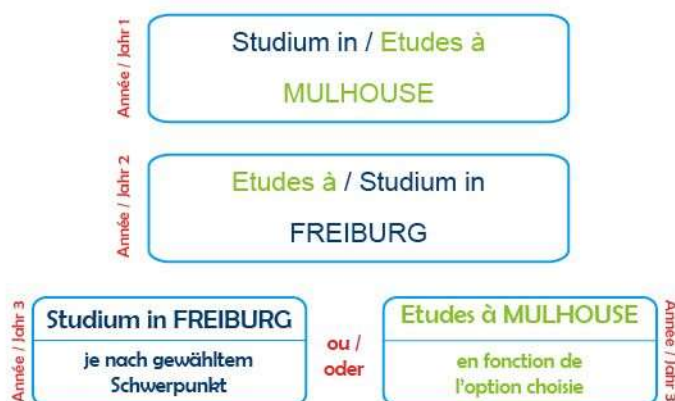 Année / Jahr 1
Studium in / Etudes à
MULHOUSE
Année / Jahr 2
Etudes à / Studium in
FREIBURG
Année / Jahr 3
Studium in FREIBURG
je nach gewähltem
Schwerpunkt
ou /
oder
Etudes à MULHOUSE
en fonction de
l'option choisie
Année / Jahr 3